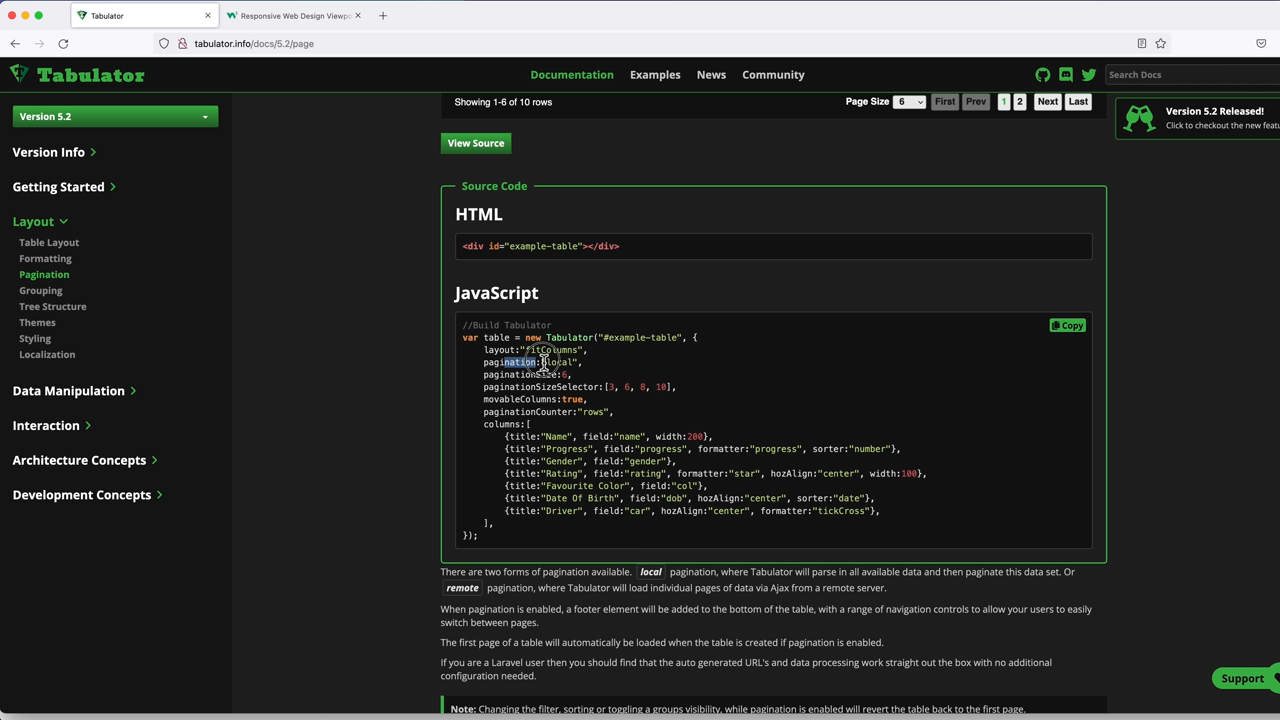 Tabulator
Responsive Web Design Viewpo
tabulator.info/docs/5.2/page
Tabulator
Documentation
Examples
News
Community
Search Docs
Version 5.2
Version Info
Getting Started
Layout
Table Layout
Formatting
Pagination
Grouping
Tree Structure
Themes
Styling
Localization
Data Manipulation
Interaction
Architecture Concepts
Development Concepts
Showing 1-6 of 10 rows
Page Size 6 First Prev 1 2 Next Last
View Source
Source Code
HTML
<div id="example-table"></div>
JavaScript
Copy
//Build Tabulator
var table = new Tabulator("#example-table", {
layout:"fitColumns",
pagination:"local",
paginationSize:6,
paginationSizeSelector:[3, 6, 8, 10],
movableColumns:true,
paginationCounter:"rows",
columns:[
{title:"Name", field:"name", width:200},
{title:"Progress", field:"progress", formatter:"progress", sorter:"number"},
{title:"Gender", field:"gender"},
{title:"Rating", field:"rating", formatter:"star", hozAlign:"center", width:100},
{title:"Favourite Color", field:"col"},
{title:"Date Of Birth", field:"dob", hozAlign:"center", sorter:"date"},
{title:"Driver", field:"car", hozAlign:"center", formatter:"tickCross"},
],
});
There are two forms of pagination available. local pagination, where Tabulator will parse in all available data and then paginate this data set. Or
remote pagination, where Tabulator will load individual pages of data via Ajax from a remote server.
When pagination is enabled, a footer element will be added to the bottom of the table, with a range of navigation controls to allow your users to easily
switch between pages.
The first page of a table will automatically be loaded when the table is created if pagination is enabled.
If you are a Laravel user then you should find that the auto generated URL's and data processing work straight out the box with no additional
configuration needed.
Note: Changing the filter, sorting or toggling a groups visibility, while pagination is enabled will revert the table back to the first page.
Version 5.2 Released!
Click to checkout the new featu
Support